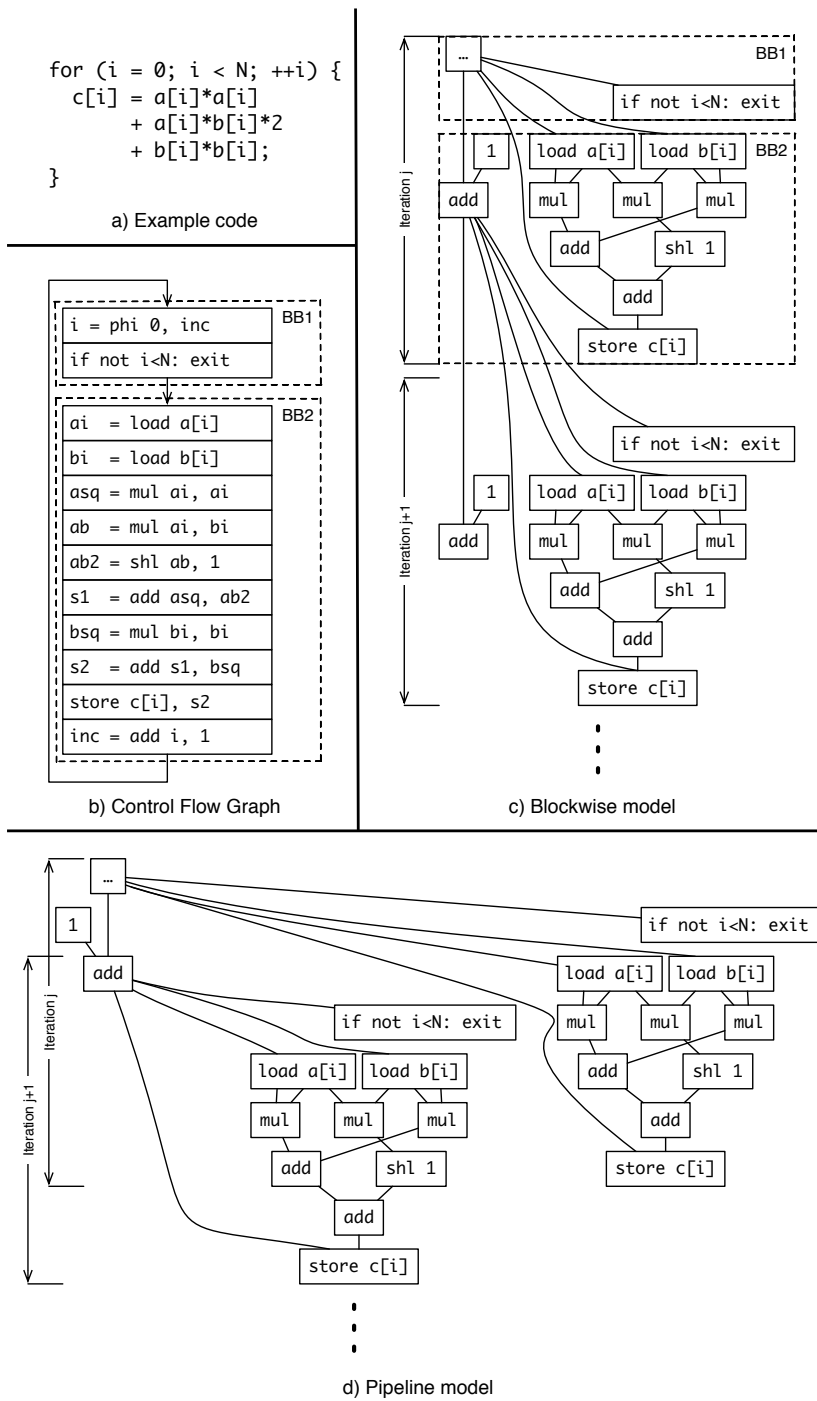 for (i = 0; i < N; ++i) {
c[i] = a[i]*a[i]
+ a[i]*b[i]*2
+ b[i]*b[i];
}
a) Example code
BB1
i = phi 0, inc
if not i<N: exit
BB2
ai = load a[i]
bi = load b[i]
asq = mul ai, ai
ab = mul ai, bi
ab2 = shl ab, 1
s1 = add asq, ab2
bsq = mul bi, bi
s2 = add s1, bsq
store c[i], s2
inc = add i, 1
b) Control Flow Graph
Iteration j
... BB1
if not i<N: exit
1 load a[i] load b[i] BB2
add mul mul mul
add shl 1
add
store c[i]
Iteration j+1
if not i<N: exit
1 load a[i] load b[i]
add mul mul mul
add shl 1
add
store c[i]
c) Blockwise model
Iteration j
...
1 if not i<N: exit
add load a[i] load b[i]
Iteration j+1
if not i<N: exit mul mul mul
load a[i] load b[i] add shl 1
mul mul mul add
add shl 1 store c[i]
add
store c[i]
d) Pipeline model